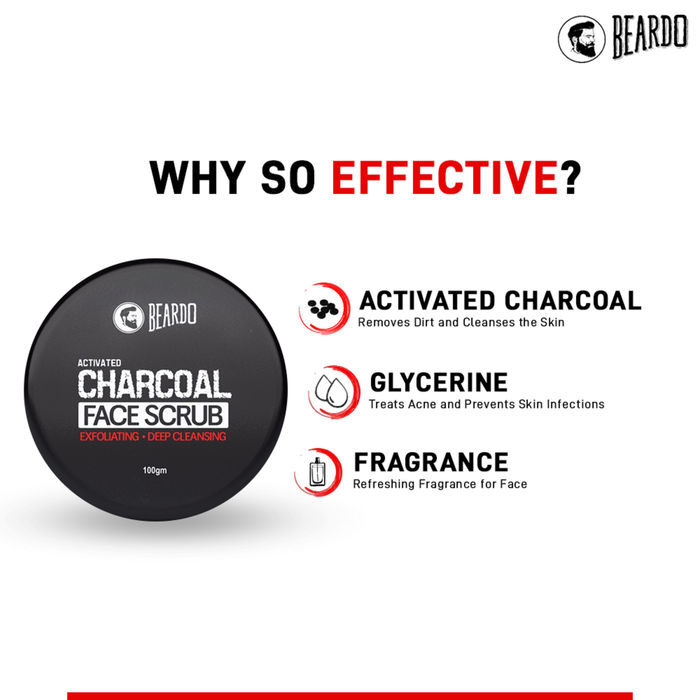 BEARDO
WHY SO EFFECTIVE?
BEARDO
ACTIVATED
CHARCOAL
FACE SCRUB
EXFOLIATING • DEEP CLEANSING
100gm
ACTIVATED CHARCOAL
Removes Dirt and Cleanses the Skin
GLYCERINE
Treats Acne and Prevents Skin Infections
FRAGRANCE
Refreshing Fragrance for Face